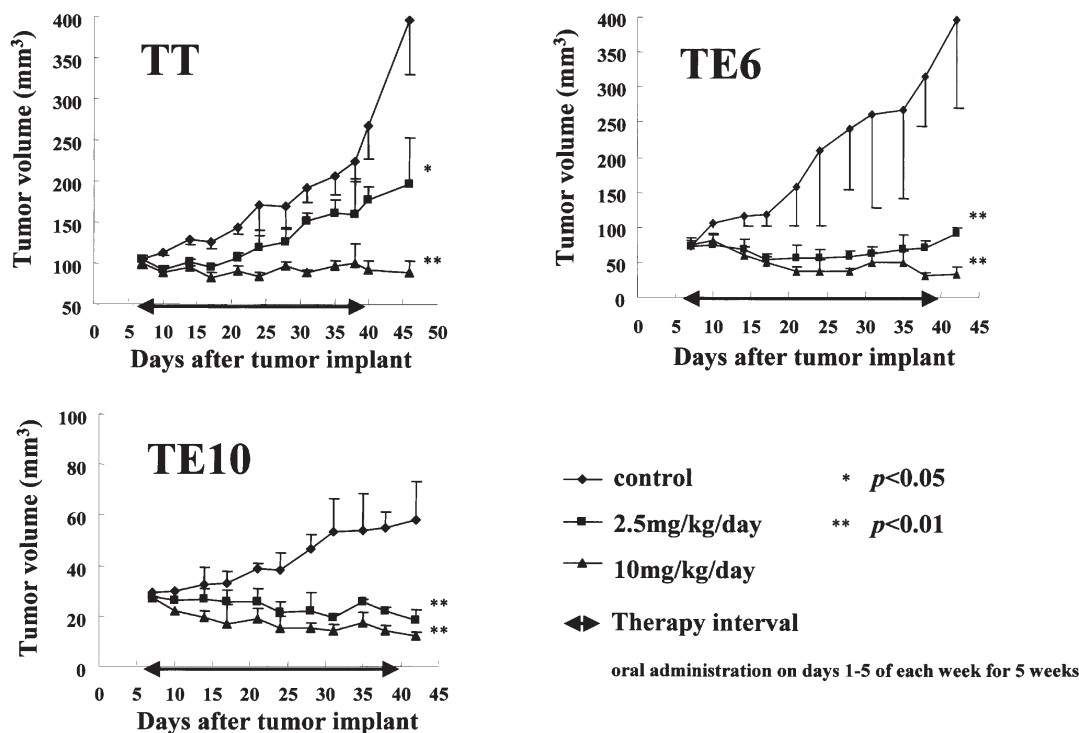 TT
Tumor volume (mm³)
400
350
300
250
200
150
100
50
*
**
0 5 10 15 20 25 30 35 40 45 50
Days after tumor implant
TE6
Tumor volume (mm³)
400
350
300
250
200
150
100
50
0
**
**
0 5 10 15 20 25 30 35 40 45
Days after tumor implant
TE10
Tumor volume (mm³)
100
80
60
40
20
0
**
**
0 5 10 15 20 25 30 35 40 45
Days after tumor implant
control * p<0.05
2.5mg/kg/day ** p<0.01
10mg/kg/day
Therapy interval
oral administration on days 1-5 of each week for 5 weeks